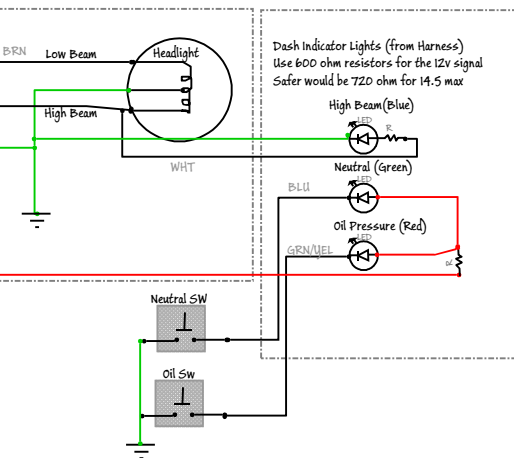 BRN
Low Beam
Headlight
High Beam
WHT
Dash Indicator Lights (from Harness)
Use 600 ohm resistors for the 12v signal
Safer would be 720 ohm for 14.5 max
High Beam(Blue)
LED
R
Neutral (Green)
LED
BLU
Oil Pressure (Red)
LED
GRN/YEL
R
Neutral SW
Oil Sw